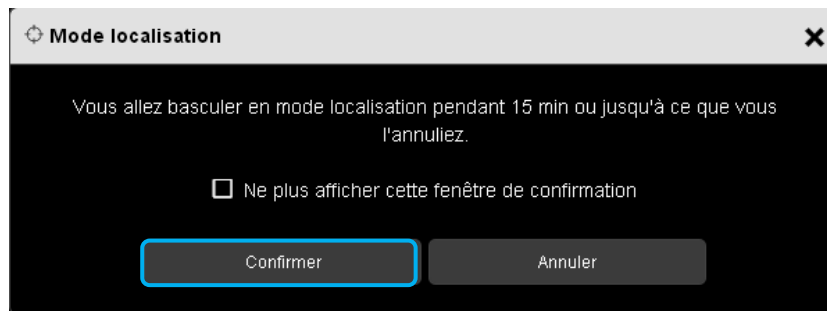 Mode localisation
Vous allez basculer en mode localisation pendant 15 min ou jusqu'à ce que vous
l'annuliez.
Ne plus afficher cette fenêtre de confirmation
Confirmer
Annuler